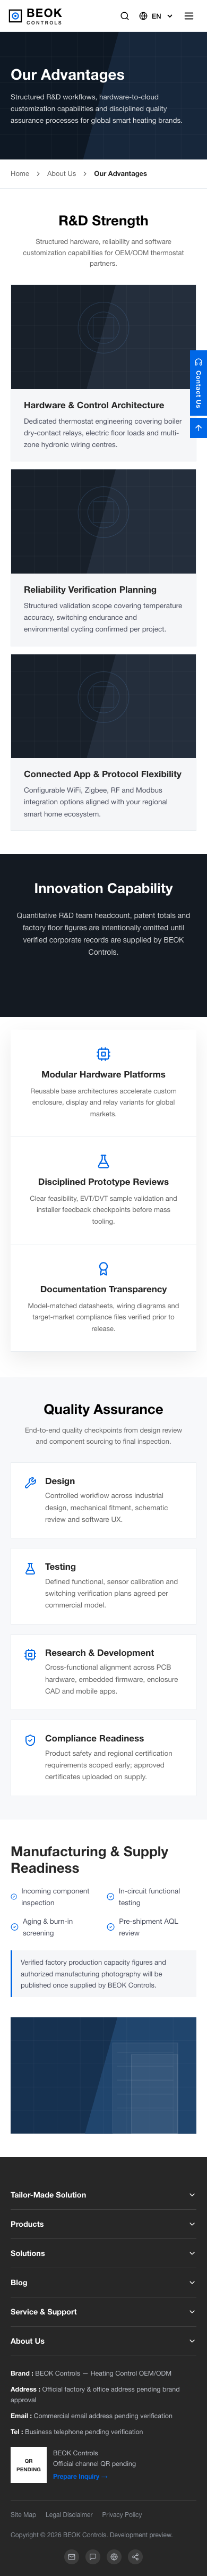 BEOK
CONTROLS
EN
Our Advantages
Structured R&D workflows, hardware-to-cloud
customization capabilities and disciplined quality
assurance processes for global smart heating brands.
Home > About Us > Our Advantages
R&D Strength
Structured hardware, reliability and software
customization capabilities for OEM/ODM thermostat
partners.
Contact Us
Hardware & Control Architecture
Dedicated thermostat engineering covering boiler
dry-contact relays, electric floor loads and multi-
zone hydronic wiring centres.
Reliability Verification Planning
Structured validation scope covering temperature
accuracy, switching endurance and
environmental cycling confirmed per project.
Connected App & Protocol Flexibility
Configurable WiFi, Zigbee, RF and Modbus
integration options aligned with your regional
smart home ecosystem.
Innovation Capability
Quantitative R&D team headcount, patent totals and
factory floor figures are intentionally omitted until
verified corporate records are supplied by BEOK
Controls.
Modular Hardware Platforms
Reusable base architectures accelerate custom
enclosure, display and relay variants for global
markets.
Disciplined Prototype Reviews
Clear feasibility, EVT/DVT sample validation and
installer feedback checkpoints before mass
tooling.
Documentation Transparency
Model-matched datasheets, wiring diagrams and
target-market compliance files verified prior to
release.
Quality Assurance
End-to-end quality checkpoints from design review
and component sourcing to final inspection.
Design
Controlled workflow across industrial
design, mechanical fitment, schematic
review and software UX.
Testing
Defined functional, sensor calibration and
switching verification plans agreed per
commercial model.
Research & Development
Cross-functional alignment across PCB
hardware, embedded firmware, enclosure
CAD and mobile apps.
Compliance Readiness
Product safety and regional certification
requirements scoped early; approved
certificates uploaded on supply.
Manufacturing & Supply
Readiness
Incoming component
inspection
In-circuit functional
testing
Aging & burn-in
screening
Pre-shipment AQL
review
Verified factory production capacity figures and
authorized manufacturing photography will be
published once supplied by BEOK Controls.
Tailor-Made Solution
Products
Solutions
Blog
Service & Support
About Us
Brand : BEOK Controls — Heating Control OEM/ODM
Address : Official factory & office address pending brand
approval
Email : Commercial email address pending verification
Tel : Business telephone pending verification
QR
PENDING
BEOK Controls
Official channel QR pending
Prepare Inquiry →
Site Map Legal Disclaimer Privacy Policy
Copyright © 2026 BEOK Controls. Development preview.